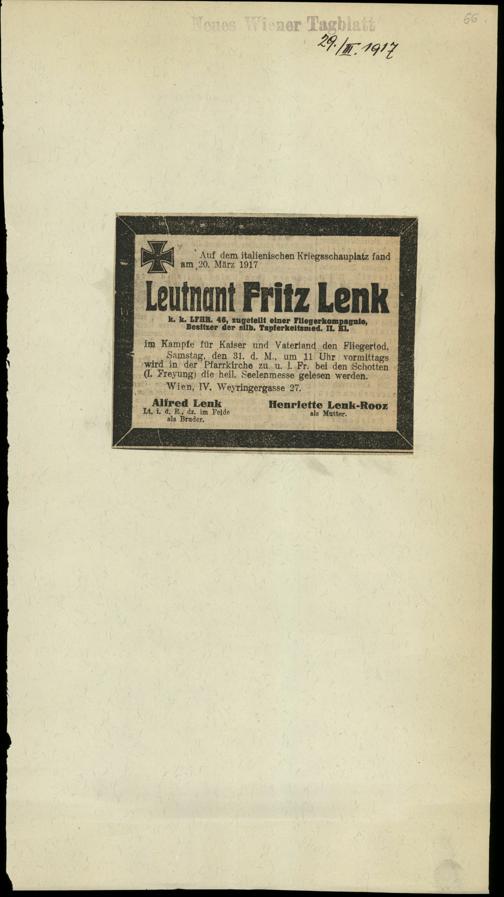 66.
Neues Wiener Tagblatt
29./III. 1917
Auf dem italienischen Kriegsschauplatz fand
am 20. März 1917
Leutnant Fritz Lenk
k. k. LFHR. 46, zugeteilt einer Fliegerkompagnie,
Besitzer der silb. Tapferkeitsmed. II. Kl.
im Kampfe für Kaiser und Vaterland den Fliegertod.
Samstag, den 31. d. M., um 11 Uhr vormittags
wird in der Pfarrkirche zu u. l. Fr. bei den Schotten
(I. Freyung) die heil. Seelenmesse gelesen werden.
Wien, IV. Weyringergasse 27.
Alfred Lenk
Lt. i. d. R., dz. im Felde
als Bruder.
Henriette Lenk-Rooz
als Mutter.